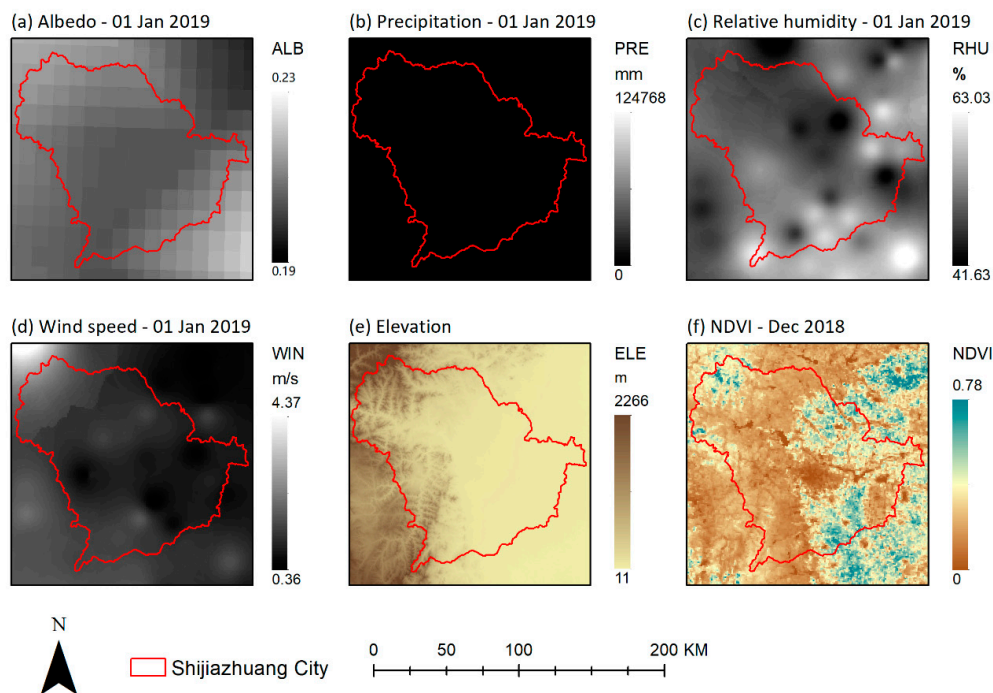 (a) Albedo - 01 Jan 2019
(b) Precipitation - 01 Jan 2019
(c) Relative humidity - 01 Jan 2019
ALB
0.23
0.19
PRE
mm
124768
0
RHU
%
63.03
41.63
(d) Wind speed - 01 Jan 2019
(e) Elevation
(f) NDVI - Dec 2018
WIN
m/s
4.37
0.36
ELE
m
2266
11
NDVI
0.78
0
N
Shijiazhuang City
0 50 100 200 KM